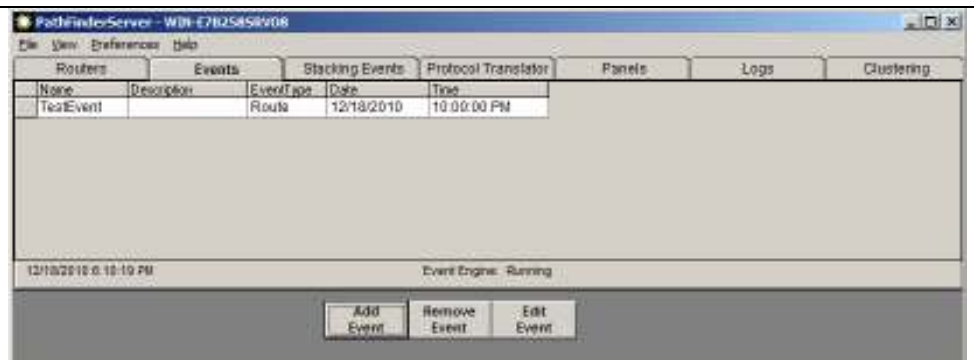 PathFinderServer - WIN-E7B2S8SRVO8
File View Preferences Help
Routers Events Stacking Events Protocol Translator Panels Logs Clustering
Name Description EventType Date Time
TestEvent Route 12/18/2010 10:00:00 PM
12/18/2010 6:10:19 PM Event Engine: Running
Add Event Remove Event Edit Event